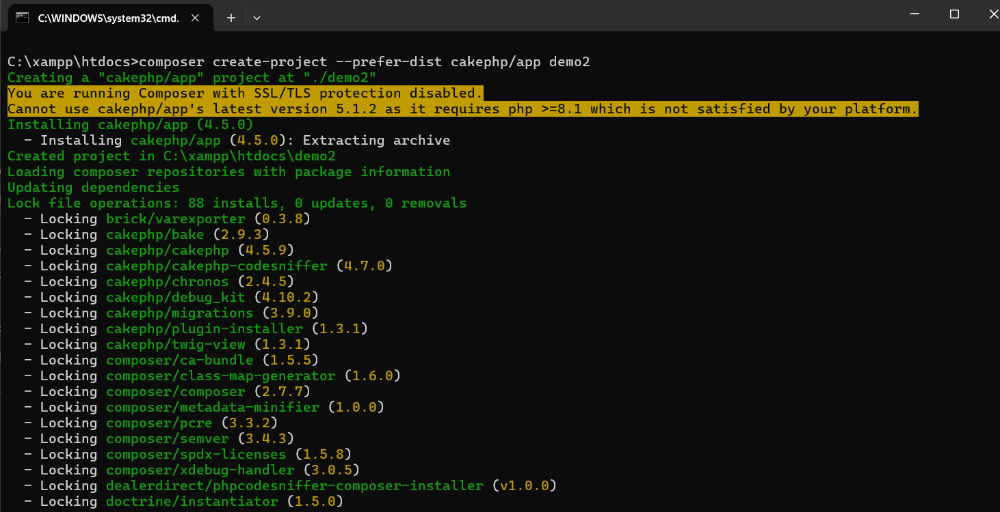 C:\WINDOWS\system32\cmd.
C:\xampp\htdocs>composer create-project --prefer-dist cakephp/app demo2
Creating a "cakephp/app" project at "./demo2"
You are running Composer with SSL/TLS protection disabled.
Cannot use cakephp/app's latest version 5.1.2 as it requires php >=8.1 which is not satisfied by your platform.
Installing cakephp/app (4.5.0)
  - Installing cakephp/app (4.5.0): Extracting archive
Created project in C:\xampp\htdocs\demo2
Loading composer repositories with package information
Updating dependencies
Lock file operations: 88 installs, 0 updates, 0 removals
  - Locking brick/varexporter (0.3.8)
  - Locking cakephp/bake (2.9.3)
  - Locking cakephp/cakephp (4.5.9)
  - Locking cakephp/cakephp-codesniffer (4.7.0)
  - Locking cakephp/chronos (2.4.5)
  - Locking cakephp/debug_kit (4.10.2)
  - Locking cakephp/migrations (3.9.0)
  - Locking cakephp/plugin-installer (1.3.1)
  - Locking cakephp/twig-view (1.3.1)
  - Locking composer/ca-bundle (1.5.5)
  - Locking composer/class-map-generator (1.6.0)
  - Locking composer/composer (2.7.7)
  - Locking composer/metadata-minifier (1.0.0)
  - Locking composer/pcre (3.3.2)
  - Locking composer/semver (3.4.3)
  - Locking composer/spdx-licenses (1.5.8)
  - Locking composer/xdebug-handler (3.0.5)
  - Locking dealerdirect/phpcodesniffer-composer-installer (v1.0.0)
  - Locking doctrine/instantiator (1.5.0)